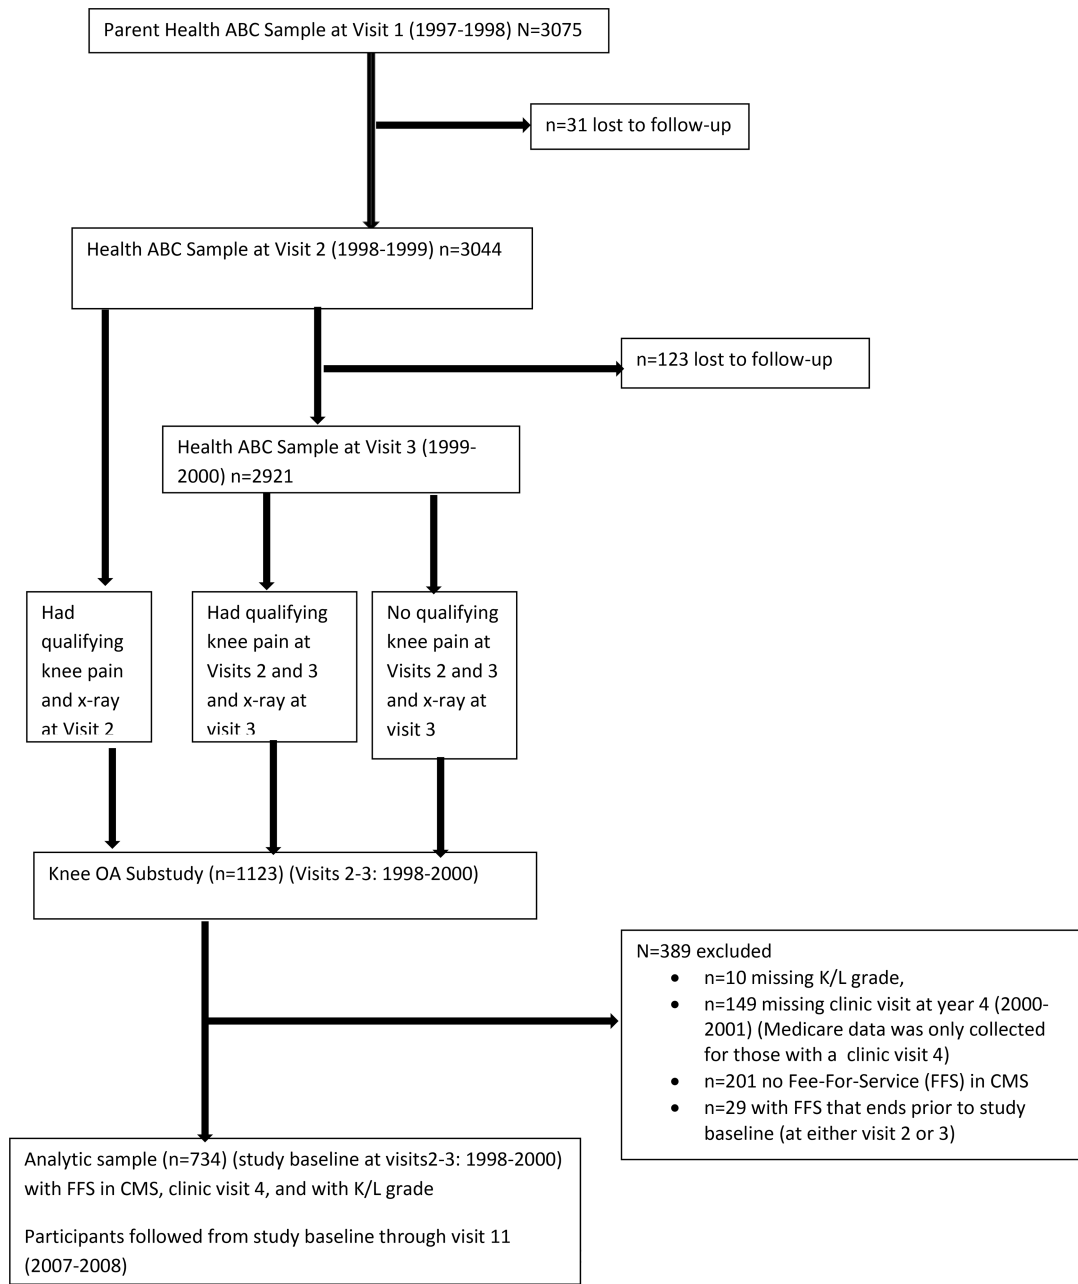 Parent Health ABC Sample at Visit 1 (1997-1998) N=3075
n=31 lost to follow-up
Health ABC Sample at Visit 2 (1998-1999) n=3044
n=123 lost to follow-up
Health ABC Sample at Visit 3 (1999-
2000) n=2921
Had
qualifying
knee pain
and x-ray
at Visit 2
Had qualifying
knee pain at
Visits 2 and 3
and x-ray at
visit 3
No qualifying
knee pain at
Visits 2 and 3
and x-ray at
visit 3
Knee OA Substudy (n=1123) (Visits 2-3: 1998-2000)
N=389 excluded
• n=10 missing K/L grade,
• n=149 missing clinic visit at year 4 (2000-
2001) (Medicare data was only collected
for those with a clinic visit 4)
• n=201 no Fee-For-Service (FFS) in CMS
• n=29 with FFS that ends prior to study
baseline (at either visit 2 or 3)
Analytic sample (n=734) (study baseline at visits2-3: 1998-2000)
with FFS in CMS, clinic visit 4, and with K/L grade
Participants followed from study baseline through visit 11
(2007-2008)